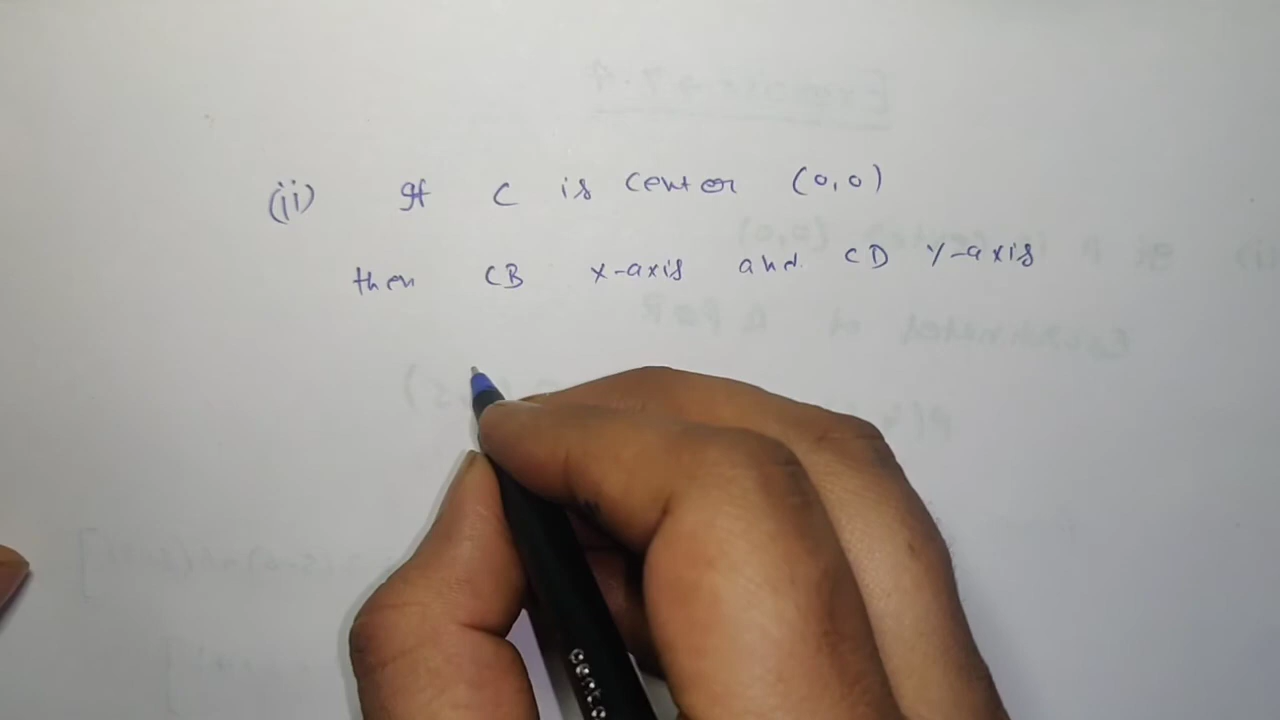 (ii) If C is center (0,0)
then CB x-axis and CD y-axis